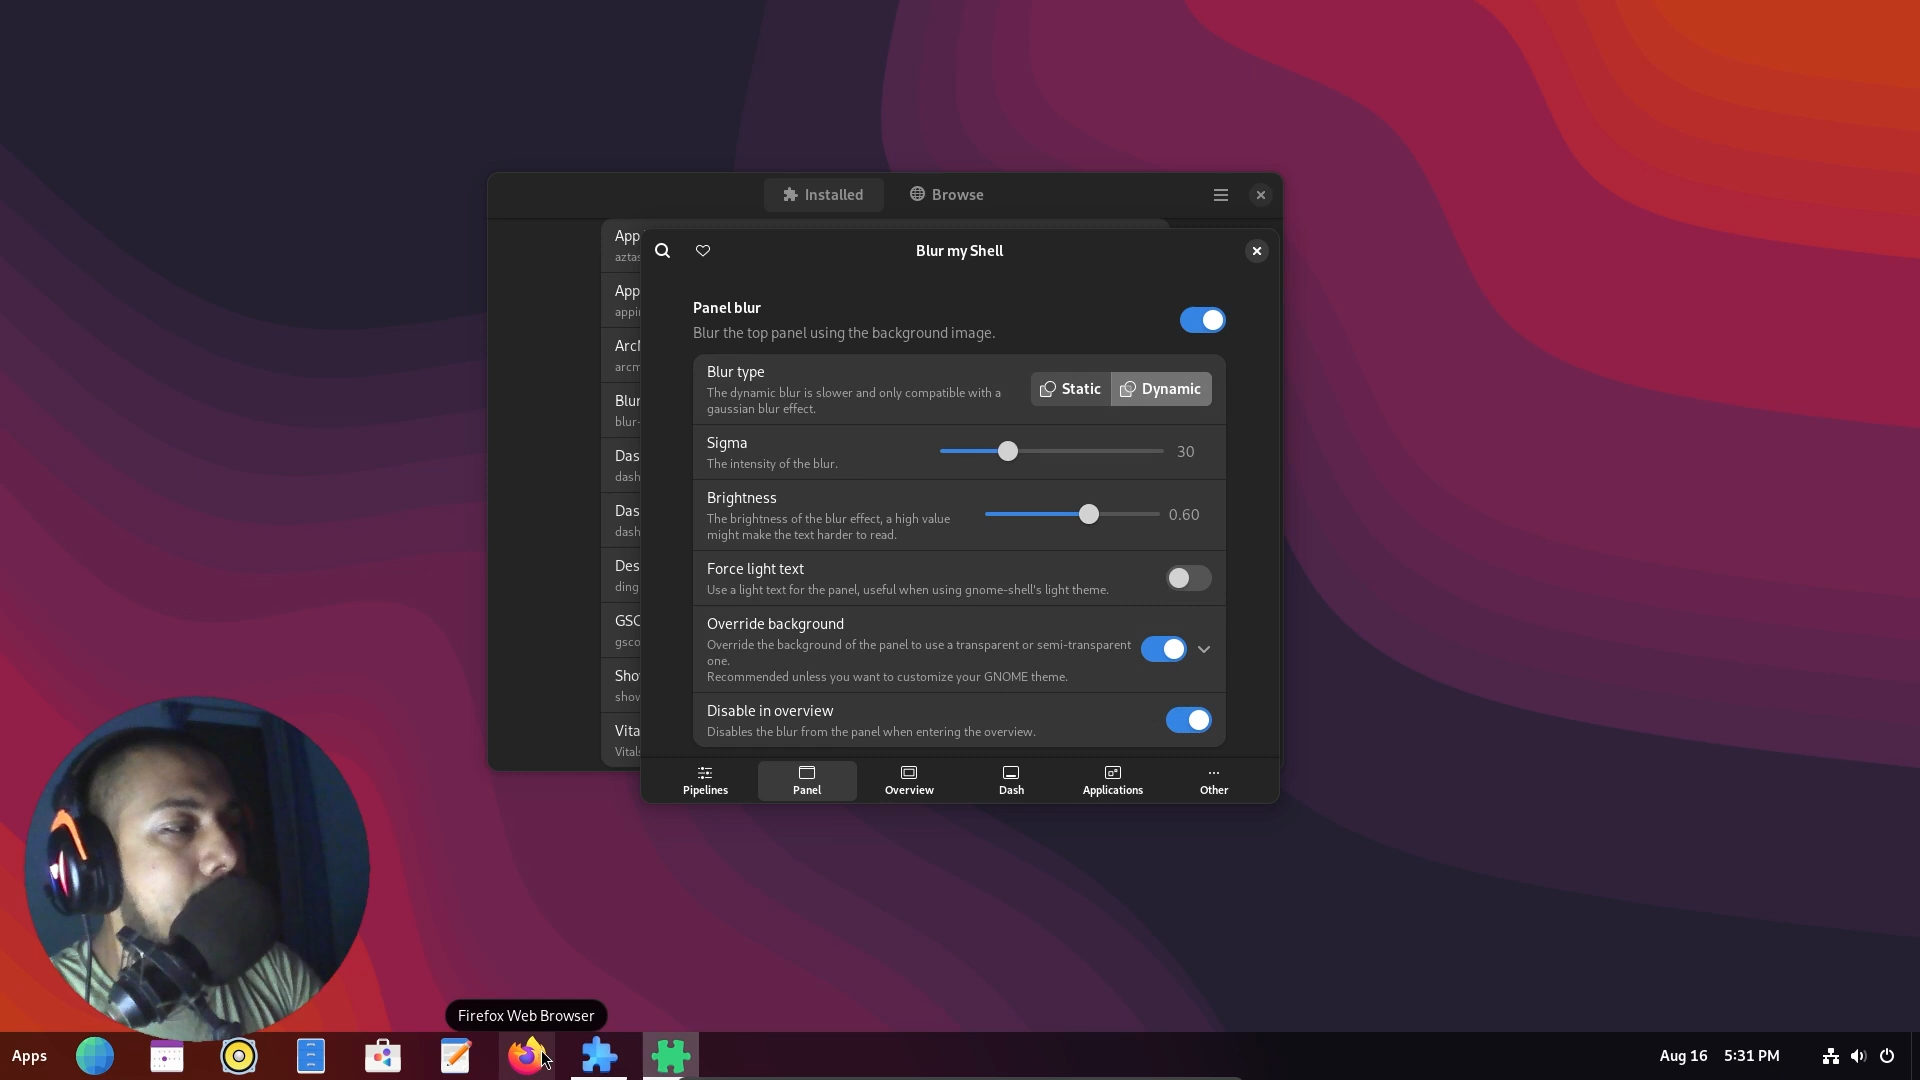 Installed
Browse
App
aztas
App
appi
Arc
arcm
Blur
blur-
Das
dash
Das
dash
Des
ding
GSC
gsco
Sho
show
Vita
Vitals
Blur my Shell
Panel blur
Blur the top panel using the background image.
Blur type
The dynamic blur is slower and only compatible with a
gaussian blur effect.
Static
Dynamic
Sigma
The intensity of the blur.
30
Brightness
The brightness of the blur effect, a high value
might make the text harder to read.
0.60
Force light text
Use a light text for the panel, useful when using gnome-shell's light theme.
Override background
Override the background of the panel to use a transparent or semi-transparent
one.
Recommended unless you want to customize your GNOME theme.
Disable in overview
Disables the blur from the panel when entering the overview.
Pipelines
Panel
Overview
Dash
Applications
Other
Firefox Web Browser
Apps
Aug 16 5:31 PM